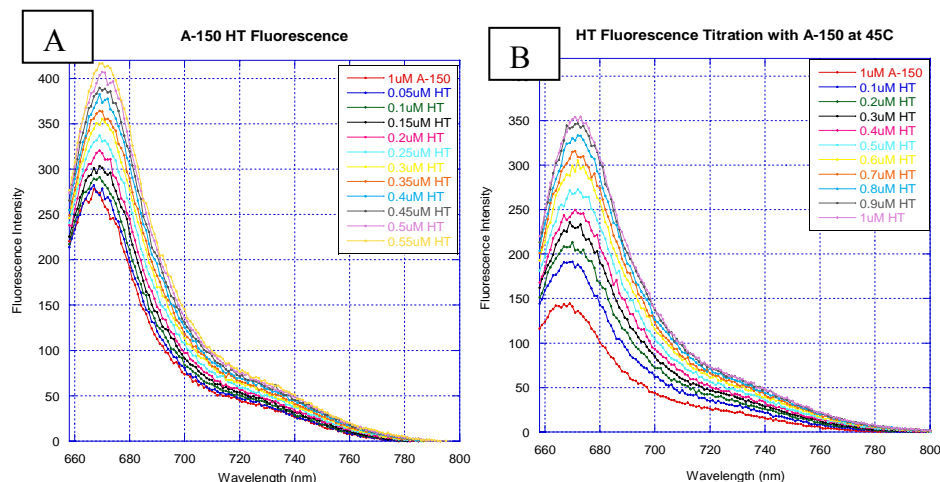 A
A-150 HT Fluorescence
400
350
300
250
200
150
100
50
0
Fluorescence Intensity
1uM A-150
0.05uM HT
0.1uM HT
0.15uM HT
0.2uM HT
0.25uM HT
0.3uM HT
0.35uM HT
0.4uM HT
0.45uM HT
0.5uM HT
0.55uM HT
660 680 700 720 740 760 780 800
Wavelength (nm)
B
HT Fluorescence Titration with A-150 at 45C
350
300
250
200
150
100
50
0
Fluorescence Intensity
1uM A-150
0.1uM HT
0.2uM HT
0.3uM HT
0.4uM HT
0.5uM HT
0.6uM HT
0.7uM HT
0.8uM HT
0.9uM HT
1uM HT
660 680 700 720 740 760 780 800
Wavelength (nm)